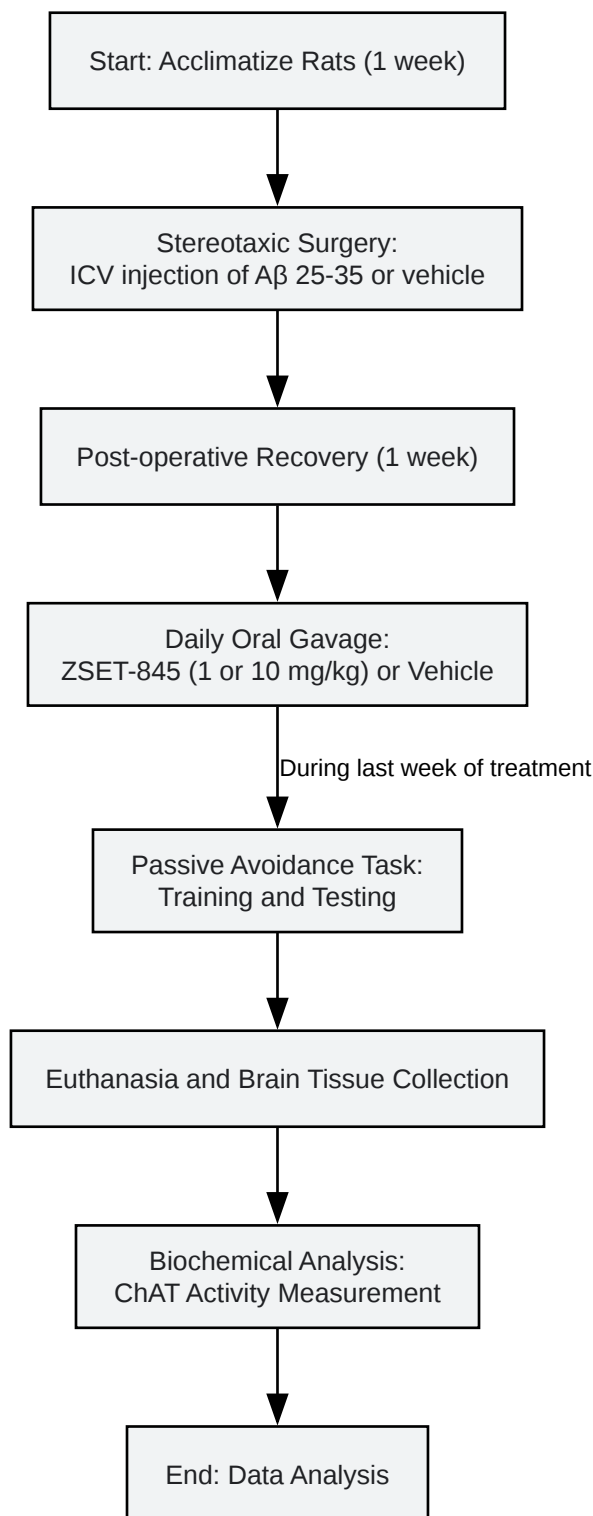 Start: Acclimatize Rats (1 week)
Stereotaxic Surgery:
ICV injection of Aβ 25-35 or vehicle
Post-operative Recovery (1 week)
Daily Oral Gavage:
ZSET-845 (1 or 10 mg/kg) or Vehicle
During last week of treatment
Passive Avoidance Task:
Training and Testing
Euthanasia and Brain Tissue Collection
Biochemical Analysis:
ChAT Activity Measurement
End: Data Analysis